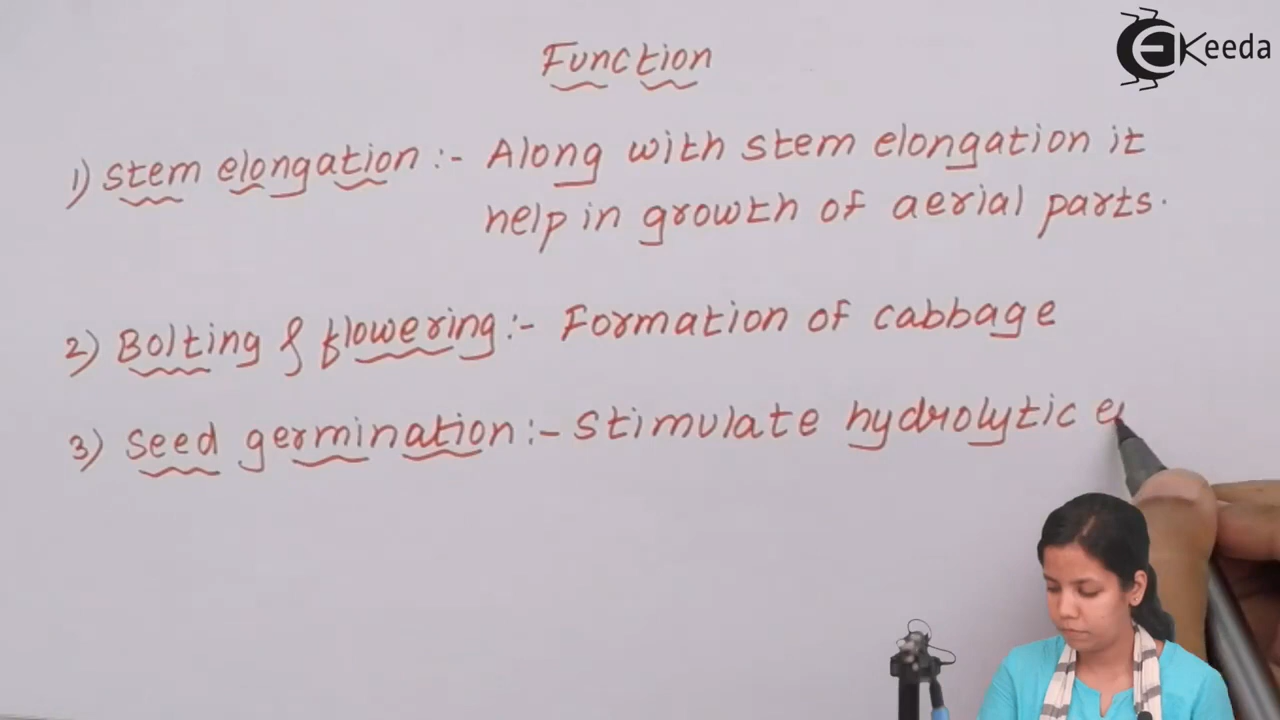 EKeeda
Function
1) Stem elongation :- Along with stem elongation it
help in growth of aerial parts.
2) Bolting & flowering :- Formation of cabbage
3) Seed germination :- Stimulate hydrolytic